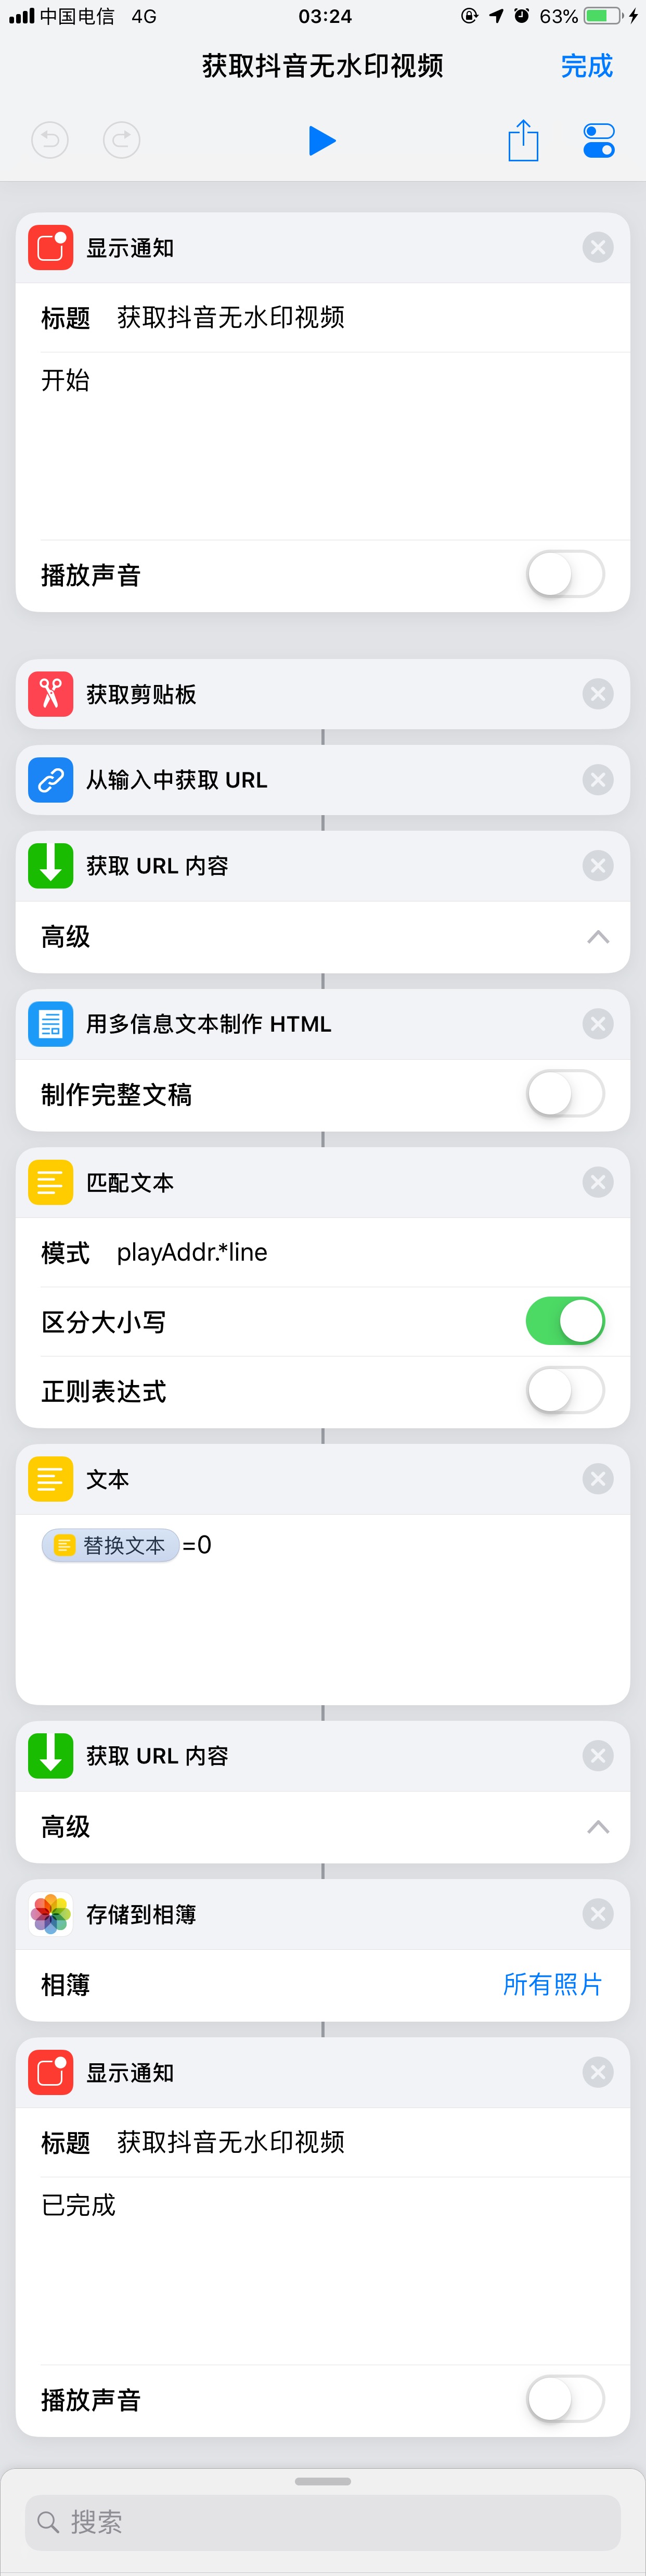 中国电信 4G 03:24 63%
获取抖音无水印视频 完成
显示通知
标题 获取抖音无水印视频
开始
播放声音
获取剪贴板
从输入中获取 URL
获取 URL 内容
高级
用多信息文本制作 HTML
制作完整文稿
匹配文本
模式 playAddr.*line
区分大小写
正则表达式
文本
替换文本 =0
获取 URL 内容
高级
存储到相簿
相簿 所有照片
显示通知
标题 获取抖音无水印视频
已完成
播放声音
搜索